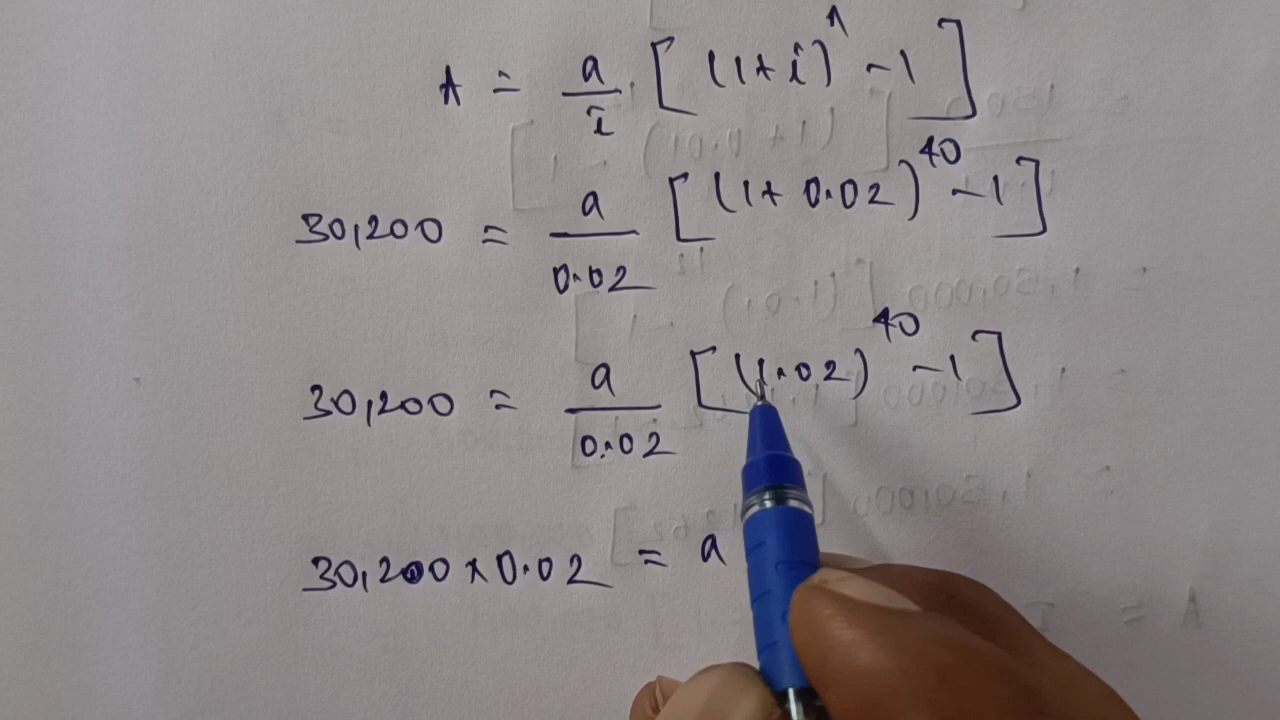 A = a/i [(1+i)^n -1]
30,200 = a/0.02 [(1+0.02)^40 -1]
30,200 = a/0.02 [(1.02)^40 -1]
30,200 x 0.02 = a